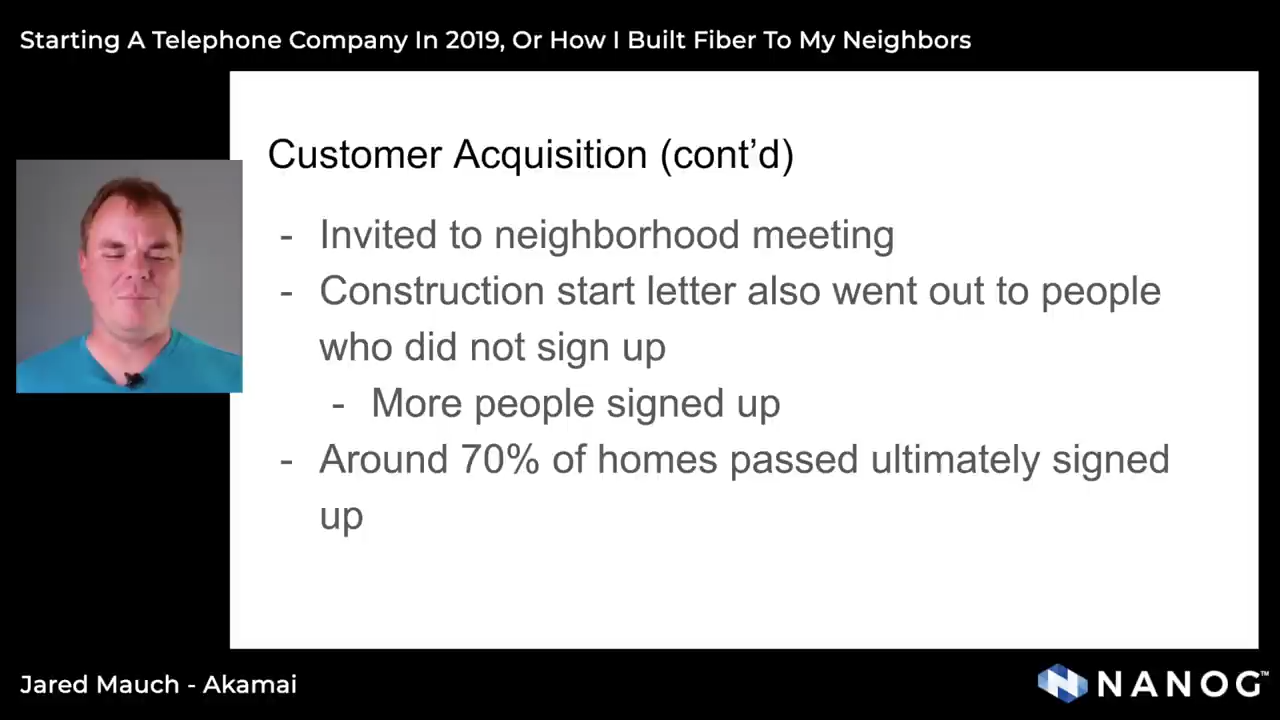 Starting A Telephone Company In 2019, Or How I Built Fiber To My Neighbors
Customer Acquisition (cont’d)
- Invited to neighborhood meeting
- Construction start letter also went out to people
who did not sign up
- More people signed up
- Around 70% of homes passed ultimately signed
up
Jared Mauch - Akamai
NANOG™